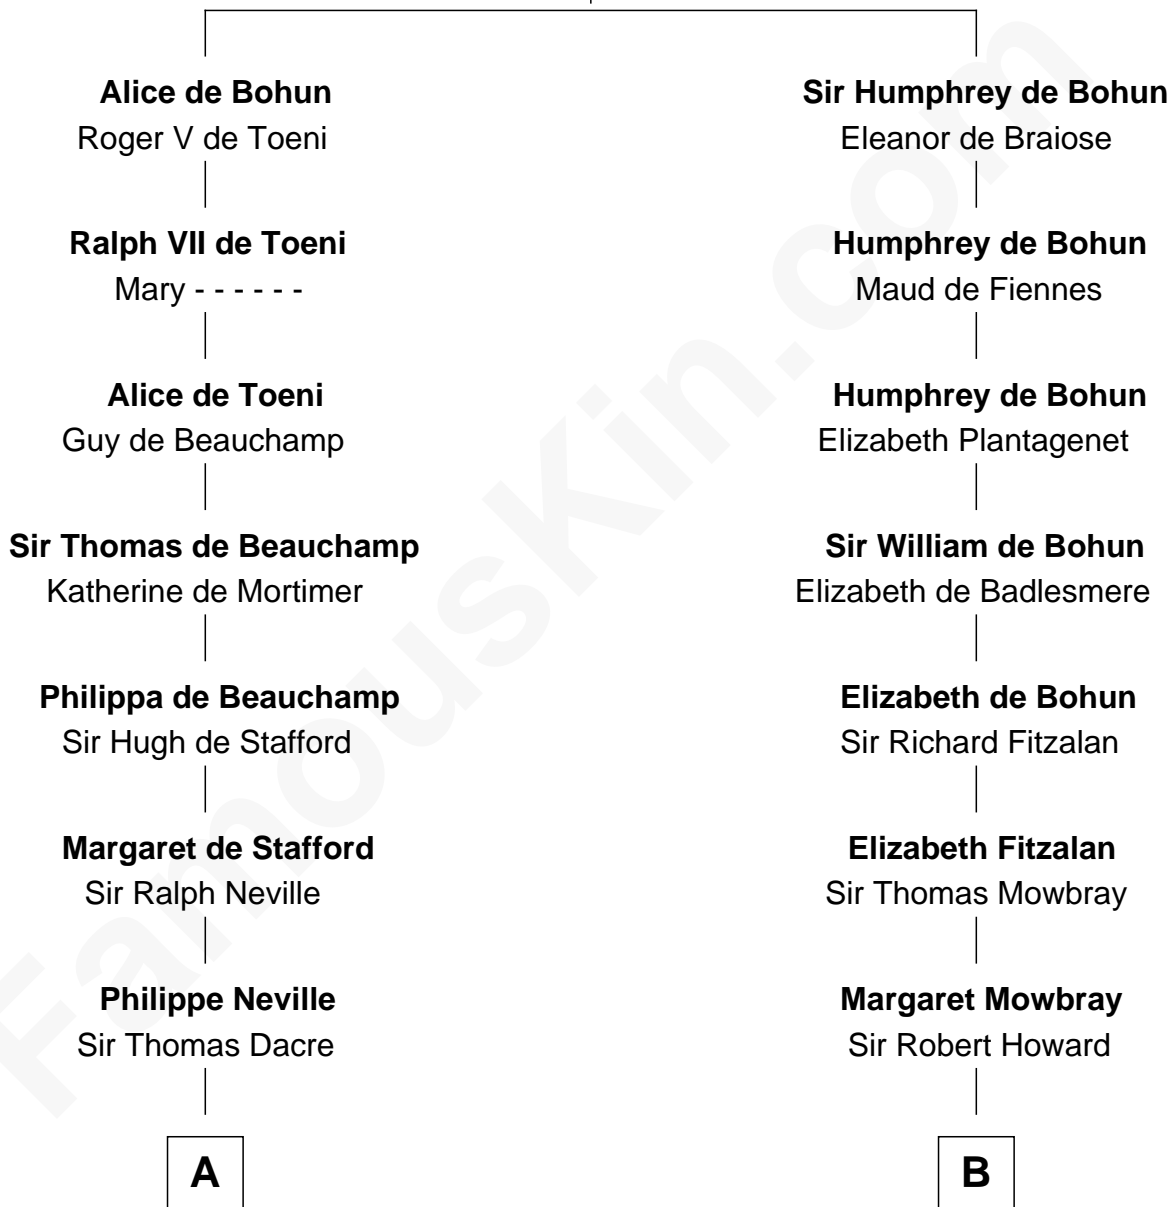 Alice de Bohun
Roger V de Toeni
Sir Humphrey de Bohun
Eleanor de Braiose
Ralph VII de Toeni
Mary - - - - - -
Humphrey de Bohun
Maud de Fiennes
Alice de Toeni
Guy de Beauchamp
Humphrey de Bohun
Elizabeth Plantagenet
Sir Thomas de Beauchamp
Katherine de Mortimer
Sir William de Bohun
Elizabeth de Badlesmere
Philippa de Beauchamp
Sir Hugh de Stafford
Elizabeth de Bohun
Sir Richard Fitzalan
Margaret de Stafford
Sir Ralph Neville
Elizabeth Fitzalan
Sir Thomas Mowbray
Philippe Neville
Sir Thomas Dacre
Margaret Mowbray
Sir Robert Howard
A
B
FamousKin.com